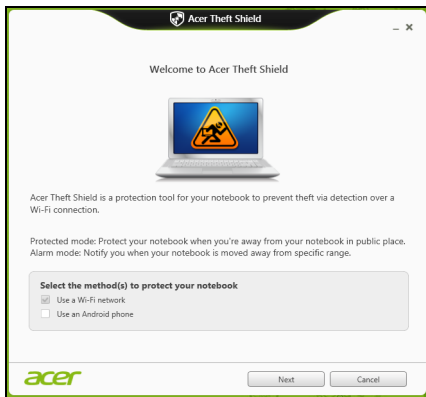 Acer Theft Shield
Welcome to Acer Theft Shield
Acer Theft Shield is a protection tool for your notebook to prevent theft via detection over a
Wi-Fi connection.
Protected mode: Protect your notebook when you're away from your notebook in public place.
Alarm mode: Notify you when your notebook is moved away from specific range.
Select the method(s) to protect your notebook
Use a Wi-Fi network
Use an Android phone
acer
Next
Cancel